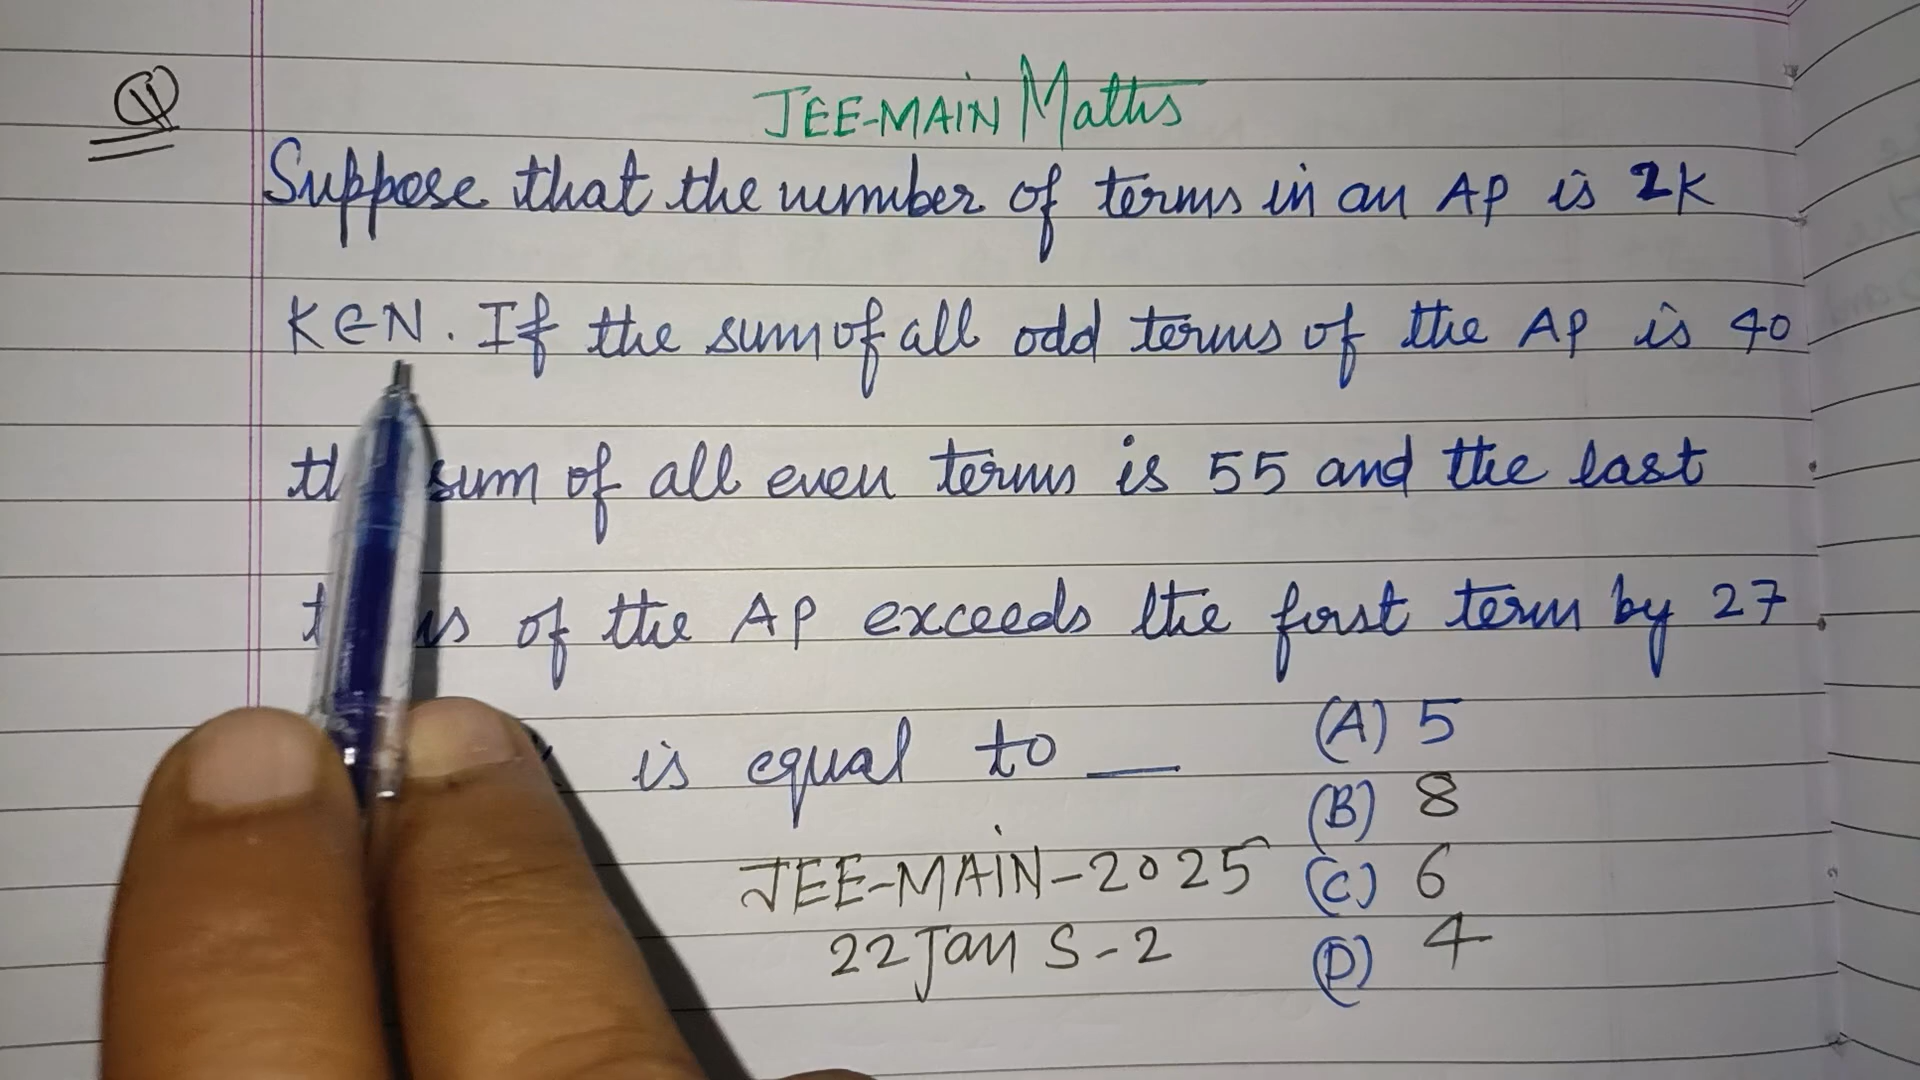 Q
JEE-MAIN Maths
Suppose that the number of terms in an AP is 2K
K∈N. If the sum of all odd terms of the AP is 40
sum of all even terms is 55 and the last
of the AP exceeds the first term by 27
is equal to __ (A) 5
(B) 8
JEE-MAIN-2025 (C) 6
22 Jan S-2 (D) 4